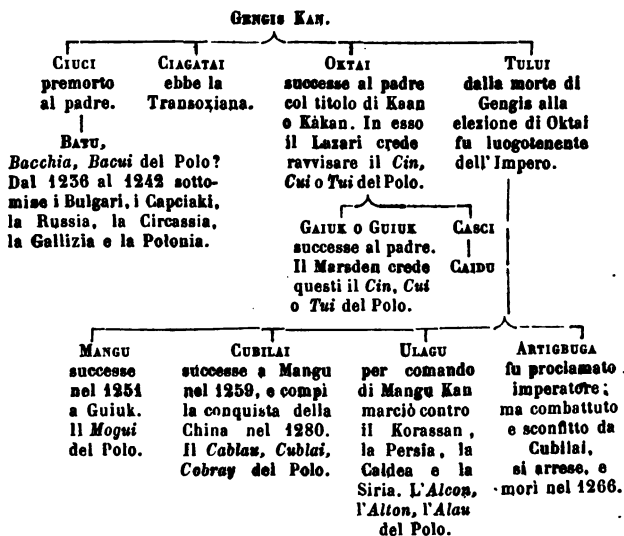 GENGIS KAN.
CIUCI
premorto
al padre.
BATU,
Bacchia, Bacui del Polo?
Dal 1236 al 1242 sotto-
mise i Bulgari, i Capciaki,
la Russia, la Circassia,
la Gallizia e la Polonia.
CIAGATAI
ebbe la
Transoxiana.
OKTAI
successe al padre
col titolo di Kaan
o Kàkan. In esso
il Lazari crede
ravvisare il Cin,
Cui o Tui del Polo.
TULUI
dalla morte di
Gengis alla
elezione di Oktai
fu luogotenente
dell'Impero.
GAIUK O GUIUK
successe al padre.
Il Marsden crede
questi il Cin, Cui
o Tui del Polo.
CASCI
CAIDU
MANGU
successe
nel 1251
a Guiuk.
Il Mogui
del Polo.
CUBILAI
successe a Mangu
nel 1259, e compì
la conquista della
China nel 1280.
Il Cablau, Cublai,
Cobray del Polo.
ULAGU
per comando
di Mangu Kan
marciò contro
il Korassan,
la Persia, la
Caldea e la
Siria. L'Alcon,
l'Alton, l'Alau
del Polo.
ARTIGBUGA
fu proclamato
imperatore;
ma combattuto
e sconfitto da
Cubilai,
si arrese, e
morì nel 1266.